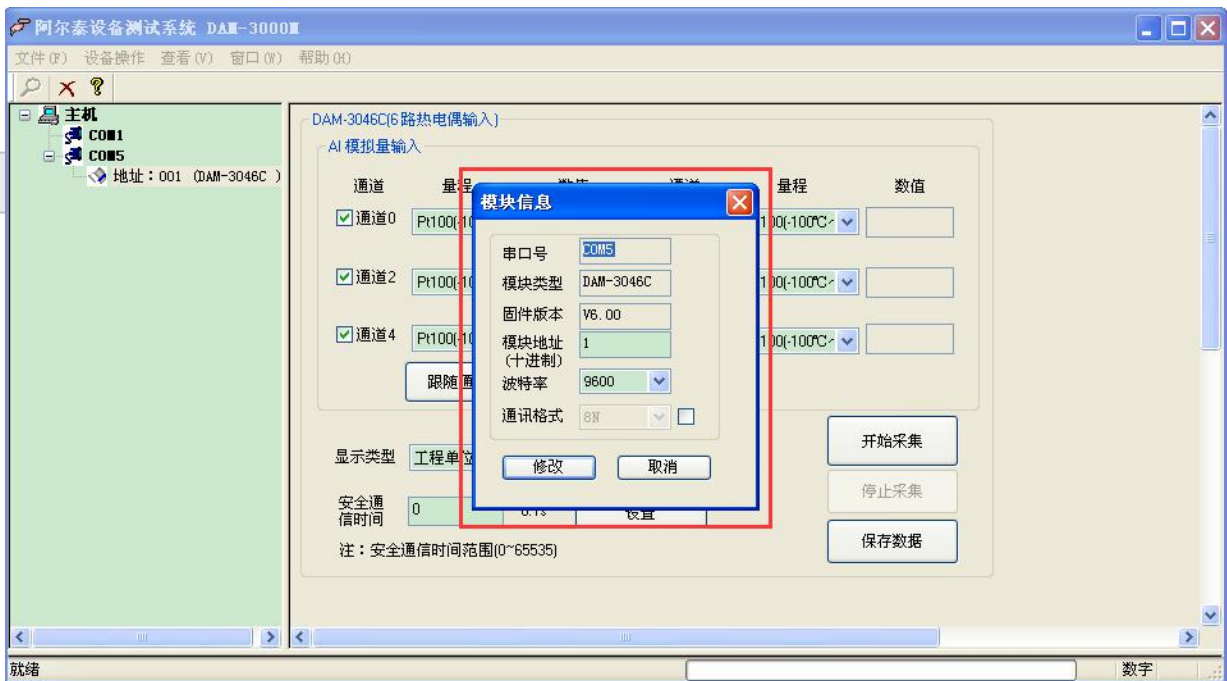 阿尔泰设备测试系统 DAM-3000M
文件(F) 设备操作 查看(V) 窗口(W) 帮助(H)
主机
COM1
COM5
地址：001 (DAM-3046C )
DAM-3046C(6路热电偶输入)
AI 模拟量输入
通道 量程 数值 通道 量程 数值
通道0 Pt100(-10 100(-100℃~
通道2 Pt100(-10 100(-100℃~
通道4 Pt100(-10 100(-100℃~
跟随通
模块信息
串口号 COM5
模块类型 DAM-3046C
固件版本 V6.00
模块地址 1
(十进制)
波特率 9600
通讯格式 8N
修改 取消
显示类型 工程单位
安全通
信时间 0 0.1s 设置
注：安全通信时间范围(0~65535)
开始采集
停止采集
保存数据
就绪 数字